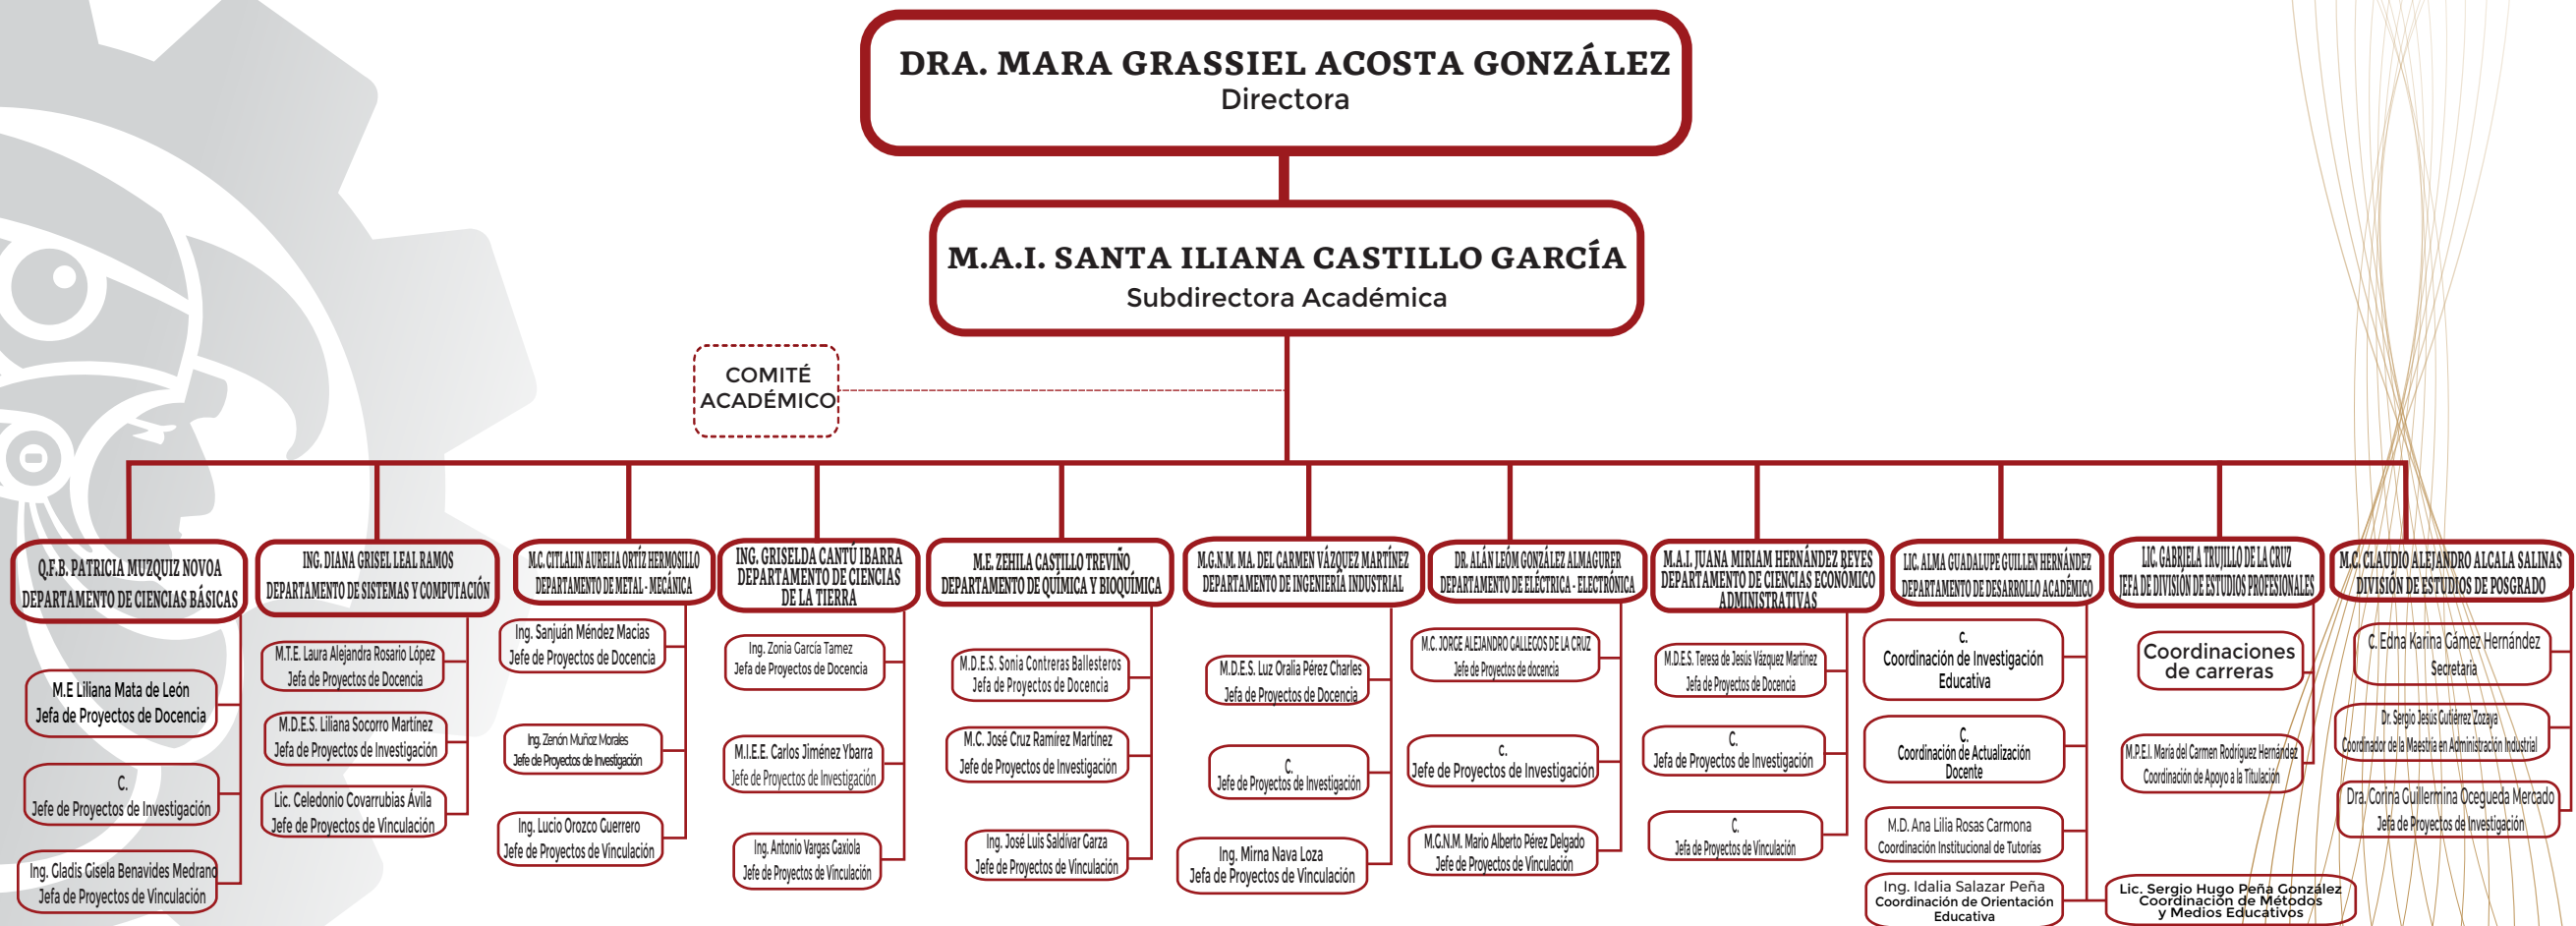 DRA. MARA GRASSIEL ACOSTA GONZÁLEZ
Directora
M.A.I. SANTA ILIANA CASTILLO GARCÍA
Subdirectora Académica
COMITÉ
ACADÉMICO
Q.F.B. PATRICIA MUZQUIZ NOVOA
DEPARTAMENTO DE CIENCIAS BÁSICAS
M.E Liliana Mata de León
Jefa de Proyectos de Docencia
C.
Jefe de Proyectos de Investigación
Ing. Gladis Gisela Benavides Medrano
Jefa de Proyectos de Vinculación
ING. DIANA GRISEL LEAL RAMOS
DEPARTAMENTO DE SISTEMAS Y COMPUTACIÓN
M.T.E. Laura Alejandra Rosario López
Jefa de Proyectos de Docencia
M.D.E.S. Liliana Socorro Martínez
Jefa de Proyectos de Investigación
Lic. Celedonio Covarrubias Ávila
Jefe de Proyectos de Vinculación
M.C. CITLALIN AURELIA ORTÍZ HERMOSILLO
DEPARTAMENTO DE METAL - MECÁNICA
Ing. Sanjuán Méndez Macias
Jefe de Proyectos de Docencia
Ing. Zenón Muñoz Morales
Jefe de Proyectos de Investigación
Ing. Lucio Orozco Guerrero
Jefe de Proyectos de Vinculación
ING. GRISELDA CANTÚ IBARRA
DEPARTAMENTO DE CIENCIAS
DE LA TIERRA
Ing. Zonia García Tamez
Jefa de Proyectos de Docencia
M.I.E.E. Carlos Jiménez Ybarra
Jefe de Proyectos de Investigación
Ing. Antonio Vargas Gaxiola
Jefe de Proyectos de Vinculación
M.E. ZEHILA CASTILLO TREVIÑO
DEPARTAMENTO DE QUÍMICA Y BIOQUÍMICA
M.D.E.S. Sonia Contreras Ballesteros
Jefa de Proyectos de Docencia
M.C. José Cruz Ramírez Martínez
Jefe de Proyectos de Investigación
Ing. José Luis Saldívar Garza
Jefe de Proyectos de Vinculación
M.G.N.M. MA. DEL CARMEN VÁZQUEZ MARTÍNEZ
DEPARTAMENTO DE INGENIERÍA INDUSTRIAL
M.D.E.S. Luz Oralia Pérez Charles
Jefa de Proyectos de Docencia
C.
Jefe de Proyectos de Investigación
Ing. Mirna Nava Loza
Jefa de Proyectos de Vinculación
DR. ALÁN LEÓM GONZÁLEZ ALMAGURER
DEPARTAMENTO DE ELÉCTRICA - ELECTRÓNICA
M.C. JORGE ALEJANDRO GALLEGOS DE LA CRUZ
Jefe de Proyectos de docencia
C.
Jefe de Proyectos de Investigación
M.G.N.M. Mario Alberto Pérez Delgado
Jefe de Proyectos de Vinculación
M.A.I. JUANA MIRIAM HERNÁNDEZ REYES
DEPARTAMENTO DE CIENCIAS ECONÓMICO
ADMINISTRATIVAS
M.D.E.S. Teresa de Jesús Vázquez Martínez
Jefa de Proyectos de Docencia
C.
Jefa de Proyectos de Investigación
C.
Jefa de Proyectos de Vinculación
LIC. ALMA GUADALUPE GUILLEN HERNÁNDEZ
DEPARTAMENTO DE DESARROLLO ACADÉMICO
C.
Coordinación de Investigación
Educativa
C.
Coordinación de Actualización
Docente
M.D. Ana Lilia Rosas Carmona
Coordinación Institucional de Tutorías
Ing. Idalia Salazar Peña
Coordinación de Orientación
Educativa
Lic. Sergio Hugo Peña González
Coordinación de Métodos
y Medios Educativos
LIC. GABRIELA TRUJILLO DE LA CRUZ
JEFA DE DIVISIÓN DE ESTUDIOS PROFESIONALES
Coordinaciones
de carreras
M.P.E.I. María del Carmen Rodríguez Hernández
Coordinación de Apoyo a la Titulación
M.C. CLAUDIO ALEJANDRO ALCALA SALINAS
DIVISIÓN DE ESTUDIOS DE POSGRADO
C. Edna Karina Gámez Hernández
Secretaria
Dr. Sergio Jesús Gutiérrez Zozaya
Coordinador de la Maestría en Administración Industrial
Dra. Corina Guillermina Ocegueda Mercado
Jefa de Proyectos de Investigación